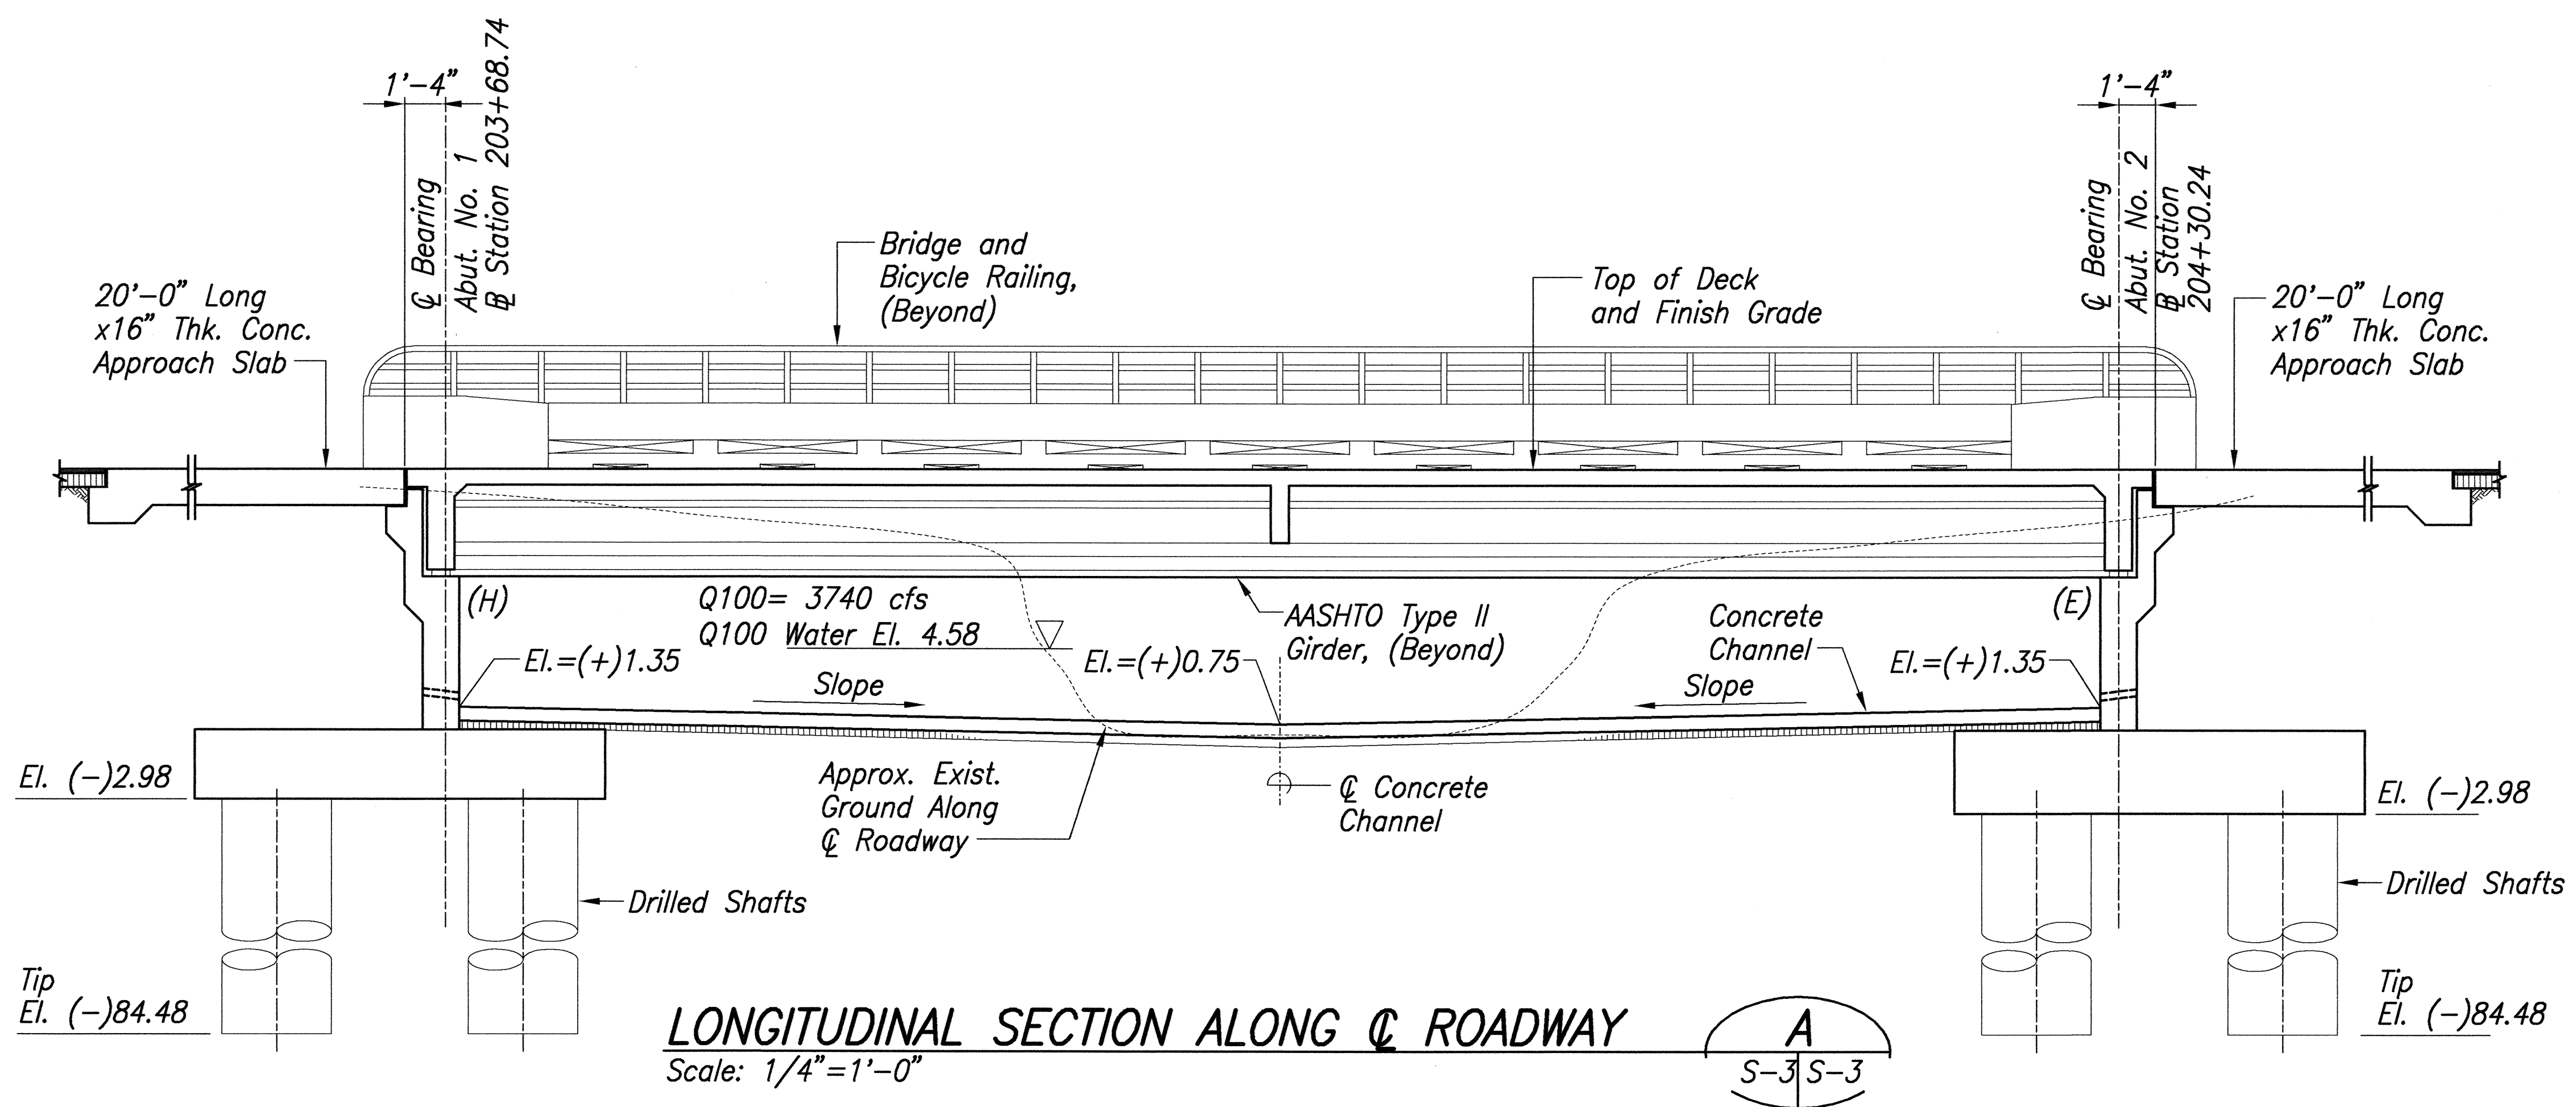 1'-4"
℄ Bearing
Abut. No. 1
BL Station 203+68.74
1'-4"
℄ Bearing
Abut. No. 2
BL Station
204+30.24
Bridge and
Bicycle Railing,
(Beyond)
Top of Deck
and Finish Grade
20'-0" Long
x16" Thk. Conc.
Approach Slab
20'-0" Long
x16" Thk. Conc.
Approach Slab
(H)
Q100= 3740 cfs
Q100 Water El. 4.58
AASHTO Type II
Girder, (Beyond)
Concrete
Channel
(E)
El.=(+)1.35
El.=(+)0.75
El.=(+)1.35
Slope
Slope
El. (-)2.98
Approx. Exist.
Ground Along
℄ Roadway
℄ Concrete
Channel
El. (-)2.98
Drilled Shafts
Drilled Shafts
Tip
El. (-)84.48
Tip
El. (-)84.48
LONGITUDINAL SECTION ALONG ℄ ROADWAY
Scale: 1/4"=1'-0"
A
S-3 S-3